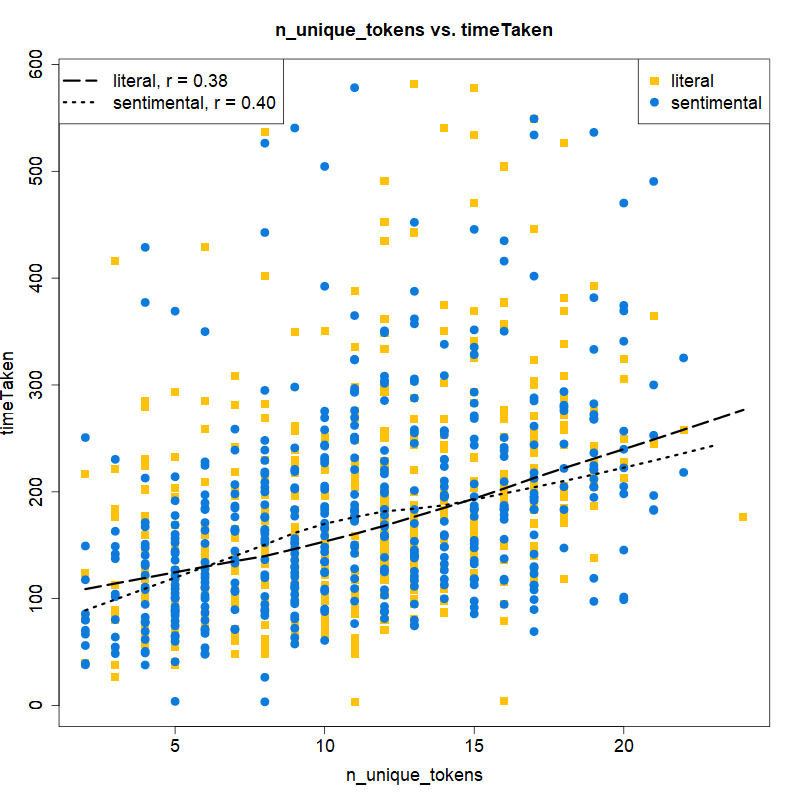 n_unique_tokens vs. timeTaken
literal, r = 0.38
sentimental, r = 0.40
literal
sentimental
600
500
400
300
200
100
0
timeTaken
5 10 15 20
n_unique_tokens